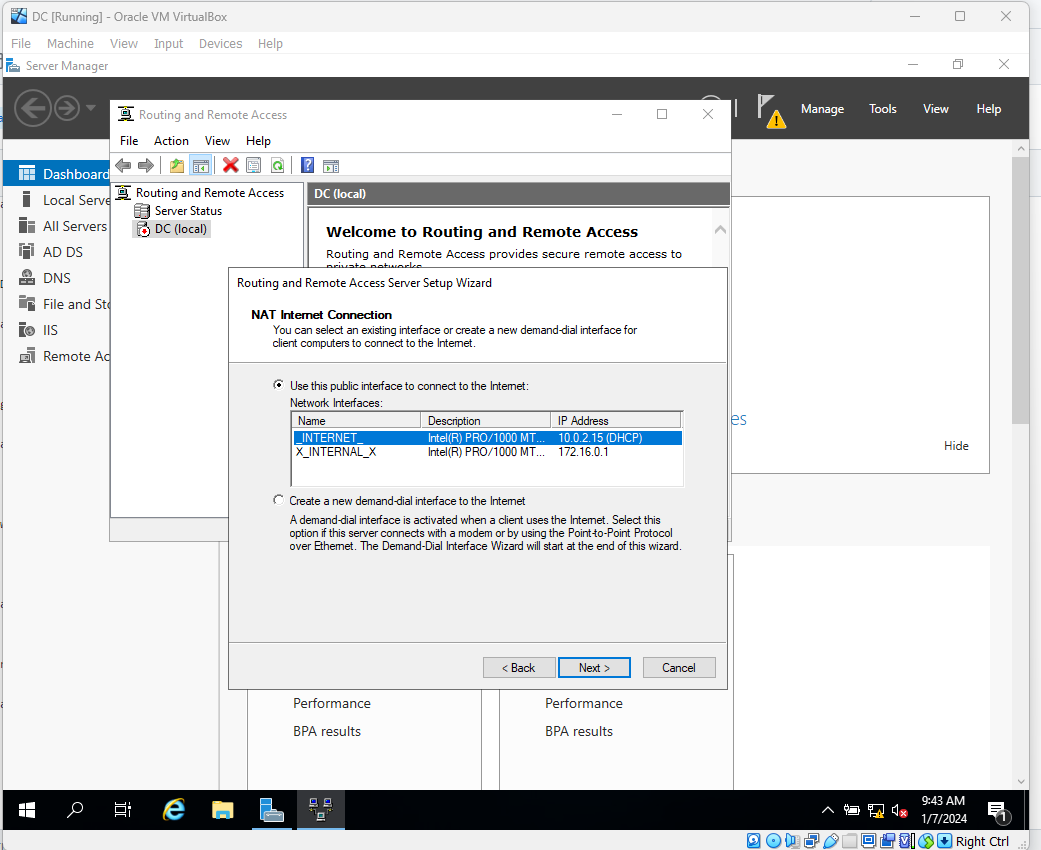 DC [Running] - Oracle VM VirtualBox
File Machine View Input Devices Help
Server Manager
Manage Tools View Help
Routing and Remote Access
File Action View Help
Dashboard
Local Serve
All Servers
AD DS
DNS
File and Sto
IIS
Remote Ac
Routing and Remote Access
Server Status
DC (local)
DC (local)
Welcome to Routing and Remote Access
Routing and Remote Access provides secure remote access to
private networks.
Routing and Remote Access Server Setup Wizard
NAT Internet Connection
You can select an existing interface or create a new demand-dial interface for
client computers to connect to the Internet.
Use this public interface to connect to the Internet:
Network Interfaces:
Name Description IP Address
_INTERNET_ Intel(R) PRO/1000 MT... 10.0.2.15 (DHCP)
X_INTERNAL_X Intel(R) PRO/1000 MT... 172.16.0.1
Create a new demand-dial interface to the Internet
A demand-dial interface is activated when a client uses the Internet. Select this
option if this server connects with a modem or by using the Point-to-Point Protocol
over Ethernet. The Demand-Dial Interface Wizard will start at the end of this wizard.
< Back Next > Cancel
es
Hide
Performance
BPA results
Performance
BPA results
9:43 AM
1/7/2024
1
Right Ctrl